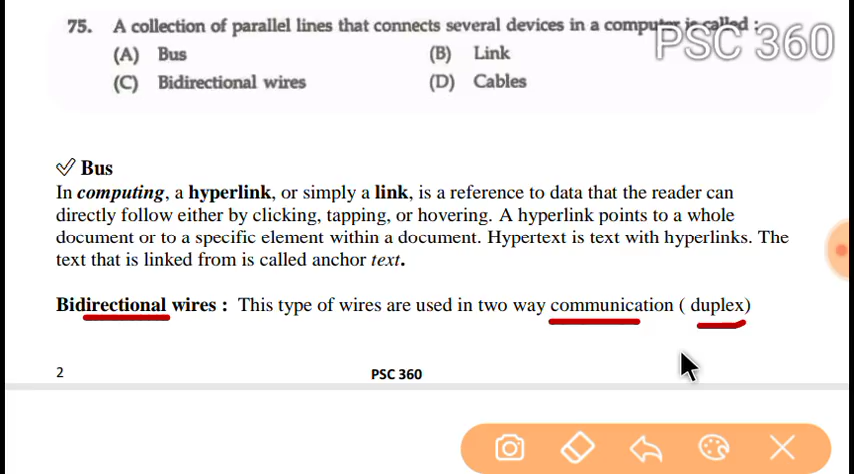 75. A collection of parallel lines that connects several devices in a computer is called :
PSC 360
(A) Bus (B) Link
(C) Bidirectional wires (D) Cables
Bus
In computing, a hyperlink, or simply a link, is a reference to data that the reader can
directly follow either by clicking, tapping, or hovering. A hyperlink points to a whole
document or to a specific element within a document. Hypertext is text with hyperlinks. The
text that is linked from is called anchor text.
Bidirectional wires : This type of wires are used in two way communication ( duplex)
2 PSC 360